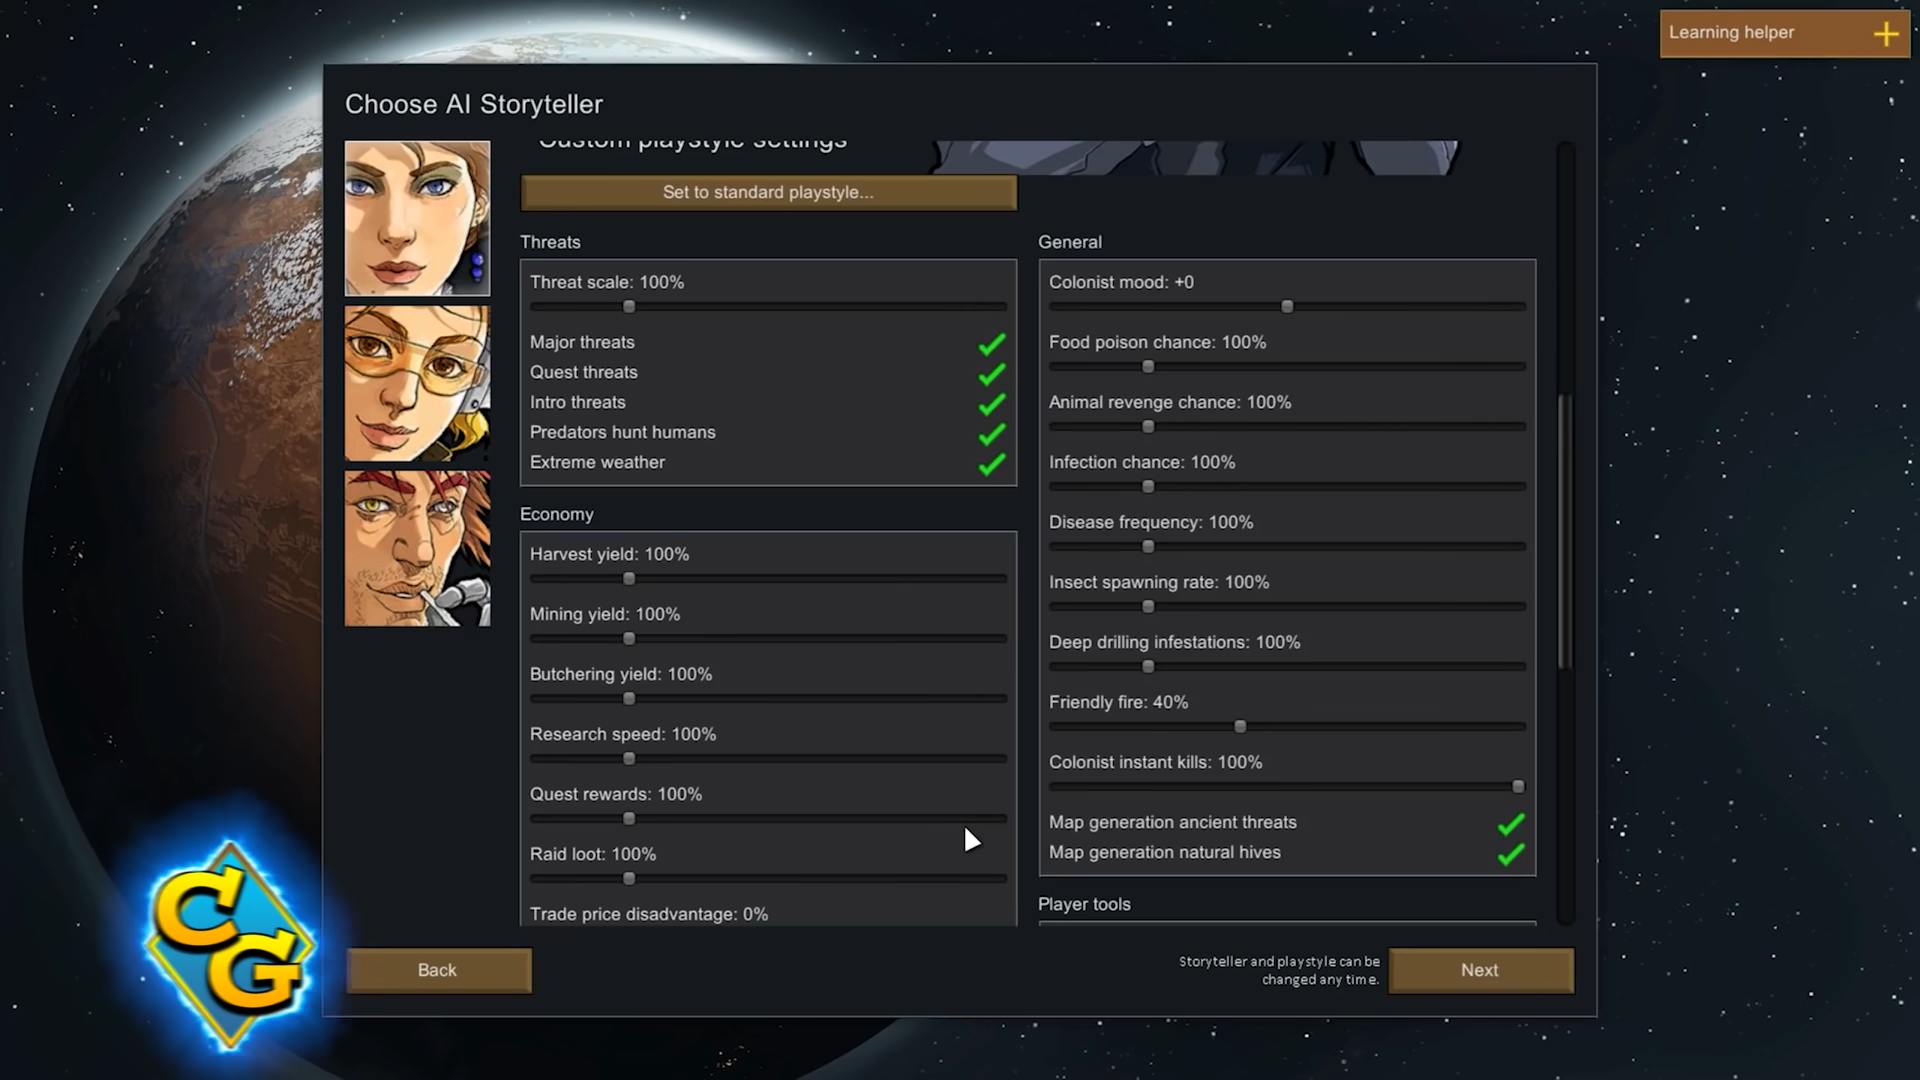 Learning helper
Choose AI Storyteller
Custom playstyle settings
Set to standard playstyle...
Threats
Threat scale: 100%
Major threats
Quest threats
Intro threats
Predators hunt humans
Extreme weather
Economy
Harvest yield: 100%
Mining yield: 100%
Butchering yield: 100%
Research speed: 100%
Quest rewards: 100%
Raid loot: 100%
Trade price disadvantage: 0%
General
Colonist mood: +0
Food poison chance: 100%
Animal revenge chance: 100%
Infection chance: 100%
Disease frequency: 100%
Insect spawning rate: 100%
Deep drilling infestations: 100%
Friendly fire: 40%
Colonist instant kills: 100%
Map generation ancient threats
Map generation natural hives
Player tools
CG
Back
Storyteller and playstyle can be
changed any time.
Next